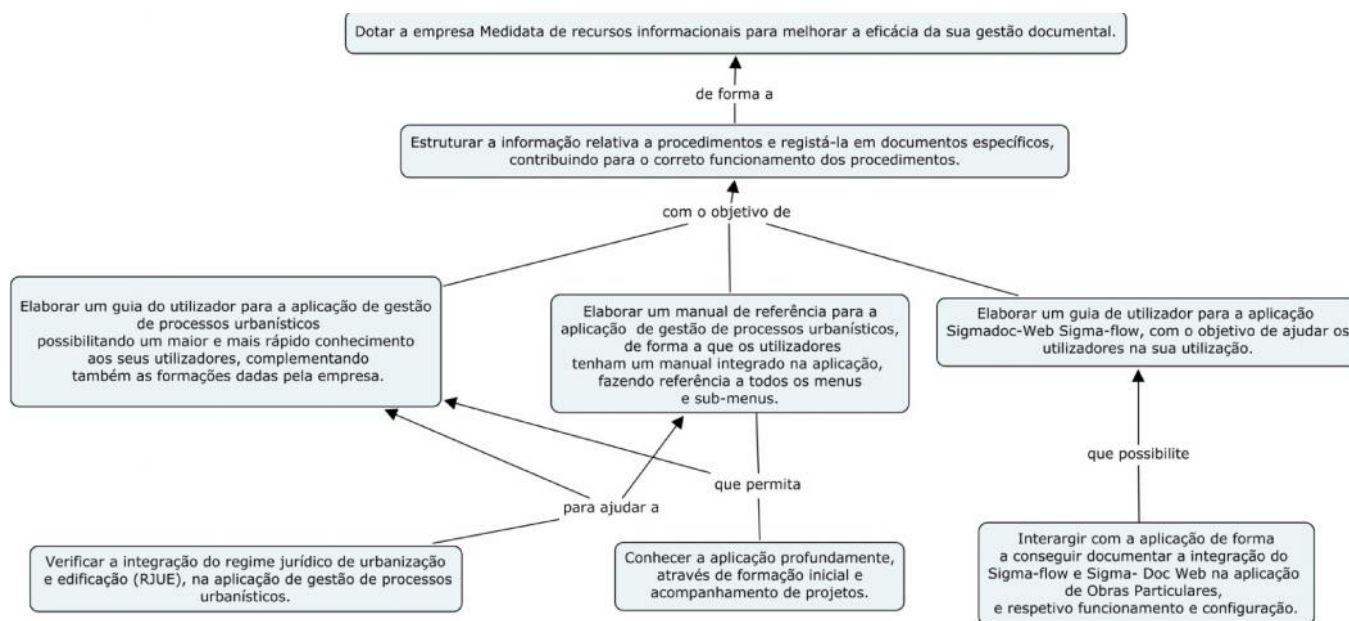 Dotar a empresa Medidata de recursos informacionais para melhorar a eficácia da sua gestão documental.
de forma a
Estruturar a informação relativa a procedimentos e registá-la em documentos específicos,
contribuindo para o correto funcionamento dos procedimentos.
com o objetivo de
Elaborar um guia do utilizador para a aplicação de gestão
de processos urbanísticos
possibilitando um maior e mais rápido conhecimento
aos seus utilizadores, complementando
também as formações dadas pela empresa.
Elaborar um manual de referência para a
aplicação de gestão de processos urbanísticos,
de forma a que os utilizadores
tenham um manual integrado na aplicação,
fazendo referência a todos os menus
e sub-menus.
Elaborar um guia de utilizador para a aplicação
Sigmadoc-Web Sigma-flow, com o objetivo de ajudar os
utilizadores na sua utilização.
que possibilite
que permita
para ajudar a
Verificar a integração do regime jurídico de urbanização
e edificação (RJUE), na aplicação de gestão de processos
urbanísticos.
Conhecer a aplicação profundamente,
através de formação inicial e
acompanhamento de projetos.
Interargir com a aplicação de forma
a conseguir documentar a integração do
Sigma-flow e Sigma- Doc Web na aplicação
de Obras Particulares,
e respetivo funcionamento e configuração.